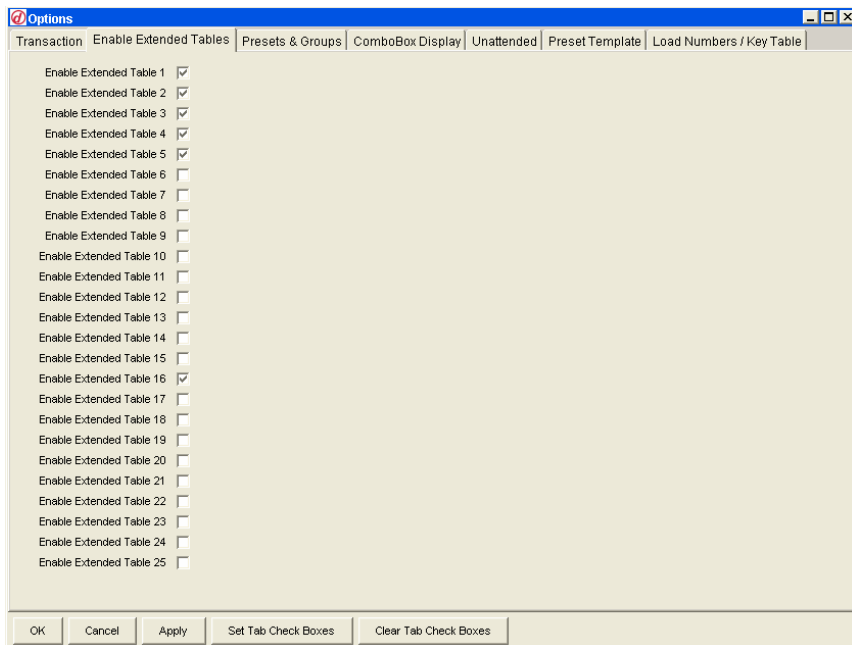 Options
Transaction Enable Extended Tables Presets & Groups ComboBox Display Unattended Preset Template Load Numbers / Key Table
Enable Extended Table 1
Enable Extended Table 2
Enable Extended Table 3
Enable Extended Table 4
Enable Extended Table 5
Enable Extended Table 6
Enable Extended Table 7
Enable Extended Table 8
Enable Extended Table 9
Enable Extended Table 10
Enable Extended Table 11
Enable Extended Table 12
Enable Extended Table 13
Enable Extended Table 14
Enable Extended Table 15
Enable Extended Table 16
Enable Extended Table 17
Enable Extended Table 18
Enable Extended Table 19
Enable Extended Table 20
Enable Extended Table 21
Enable Extended Table 22
Enable Extended Table 23
Enable Extended Table 24
Enable Extended Table 25
OK Cancel Apply Set Tab Check Boxes Clear Tab Check Boxes